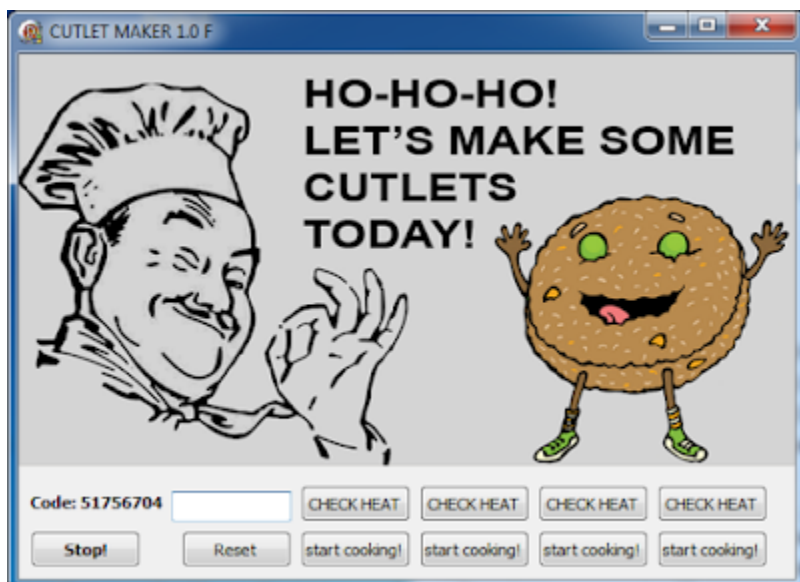 CUTLET MAKER 1.0 F
HO-HO-HO!
LET'S MAKE SOME
CUTLETS
TODAY!
Code: 51756704 CHECK HEAT CHECK HEAT CHECK HEAT CHECK HEAT
Stop! Reset start cooking! start cooking! start cooking! start cooking!